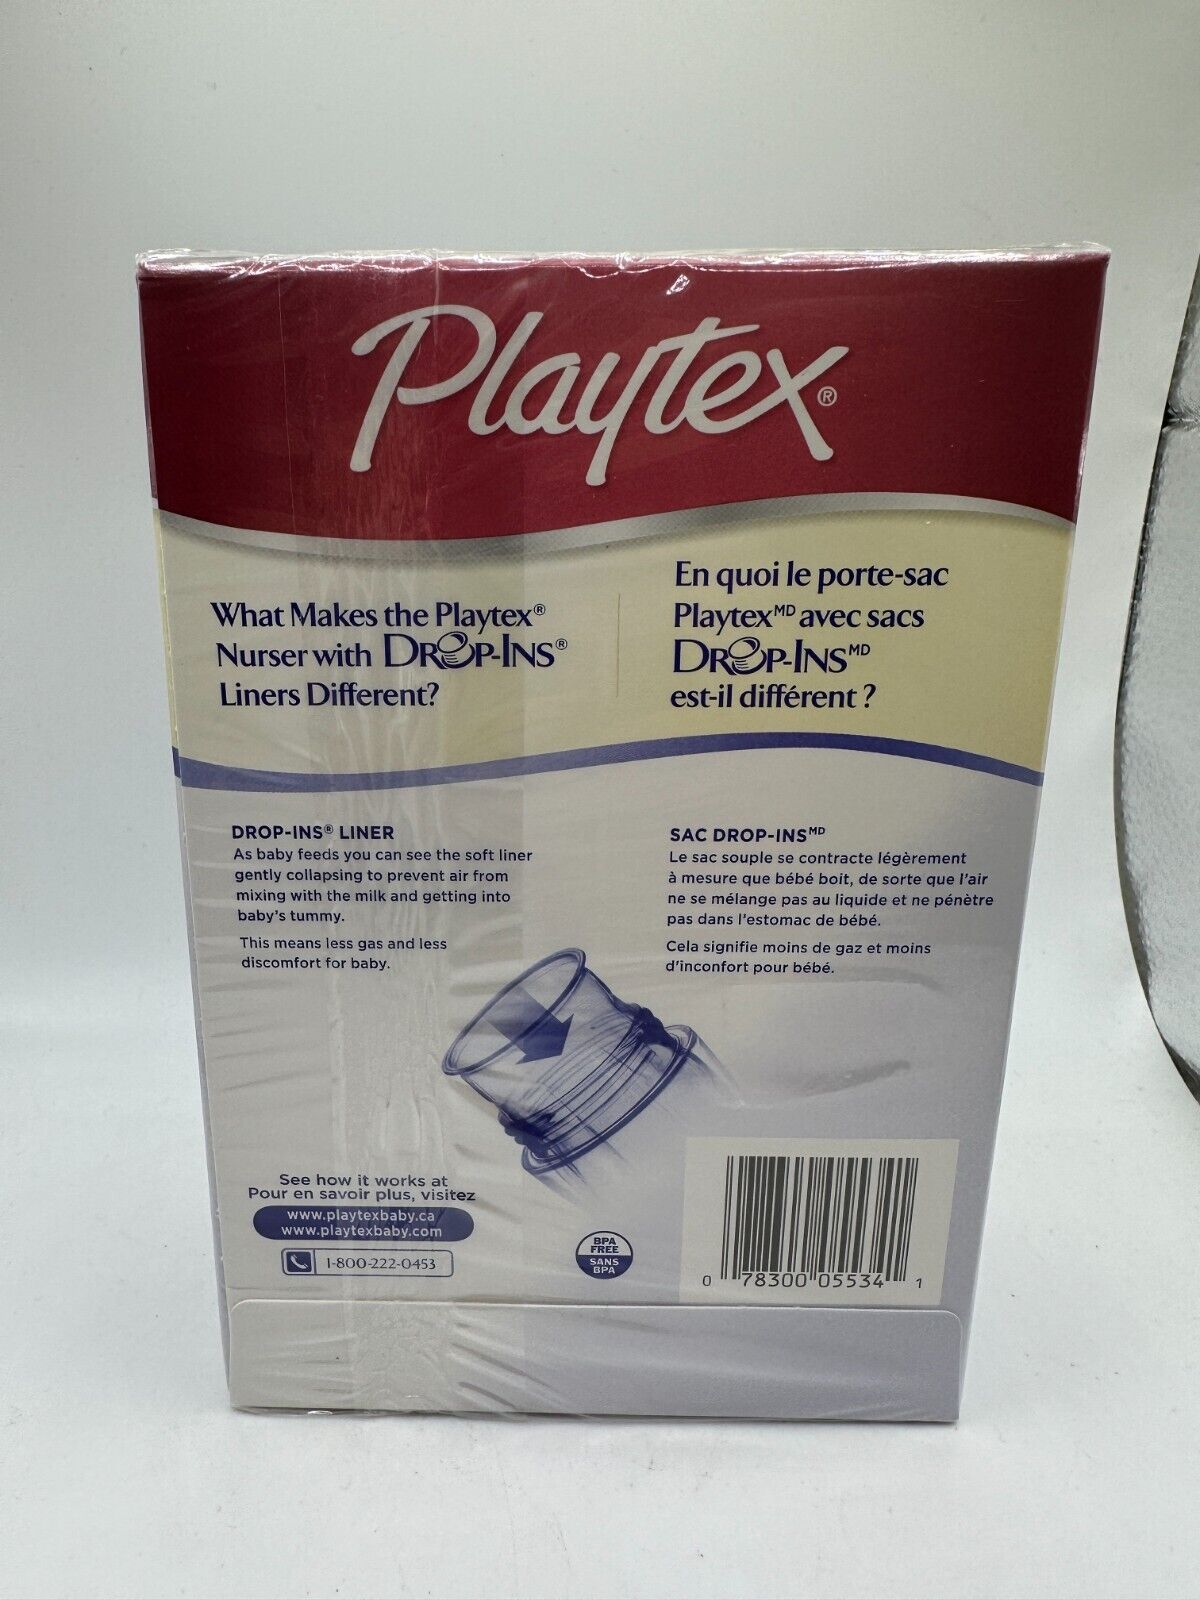 Playtex®
What Makes the Playtex®
Nurser with DROP-INS®
Liners Different?
En quoi le porte-sac
Playtex MD avec sacs
DROP-INS MD
est-il différent ?
DROP-INS® LINER
As baby feeds you can see the soft liner
gently collapsing to prevent air from
mixing with the milk and getting into
baby's tummy.
This means less gas and less
discomfort for baby.
SAC DROP-INS MD
Le sac souple se contracte légèrement
à mesure que bébé boit, de sorte que l'air
ne se mélange pas au liquide et ne pénètre
pas dans l'estomac de bébé.
Cela signifie moins de gaz et moins
d'inconfort pour bébé.
See how it works at
Pour en savoir plus, visitez
www.playtexbaby.ca
www.playtexbaby.com
1-800-222-0453
BPA
FREE
SANS
BPA
0 78300 05534 1